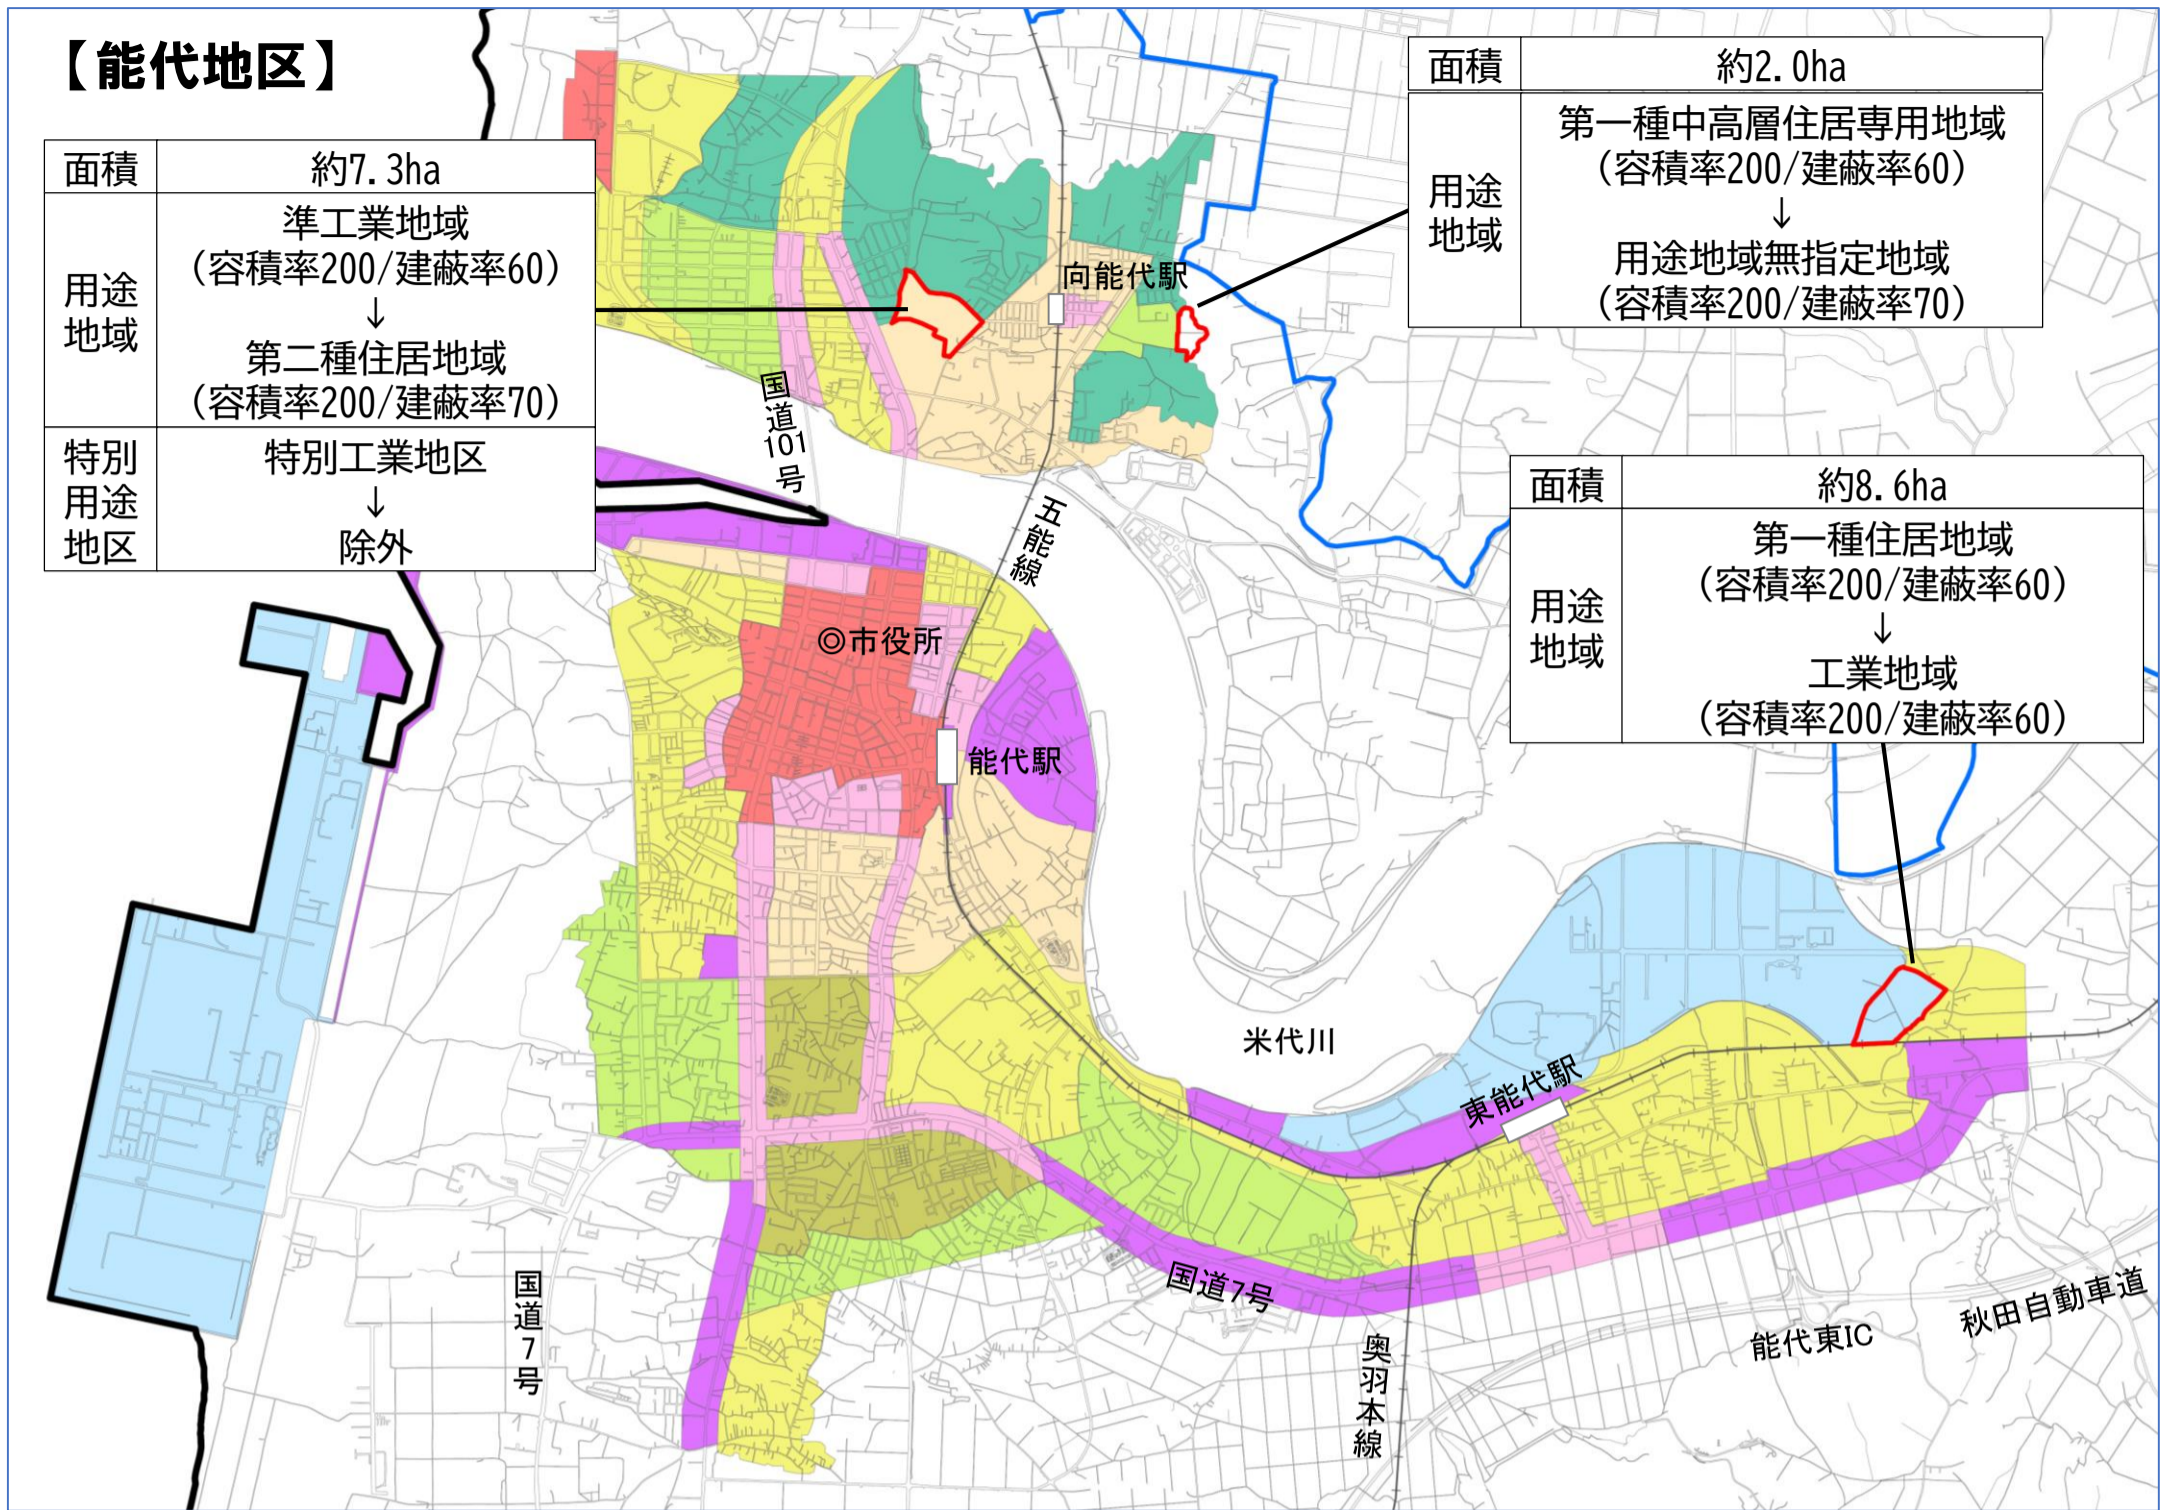 【能代地区】
面積
約7.3ha
用途
地域
準工業地域
（容積率200/建蔽率60）
↓
第二種住居地域
（容積率200/建蔽率70）
特別
用途
地区
特別工業地区
↓
除外
面積
約2.0ha
用途
地域
第一種中高層住居専用地域
（容積率200/建蔽率60）
↓
用途地域無指定地域
（容積率200/建蔽率70）
面積
約8.6ha
用途
地域
第一種住居地域
（容積率200/建蔽率60）
↓
工業地域
（容積率200/建蔽率60）
向能代駅
国道101号
五能線
◎市役所
能代駅
米代川
東能代駅
国道7号
国道7号
奥羽本線
能代東IC
秋田自動車道